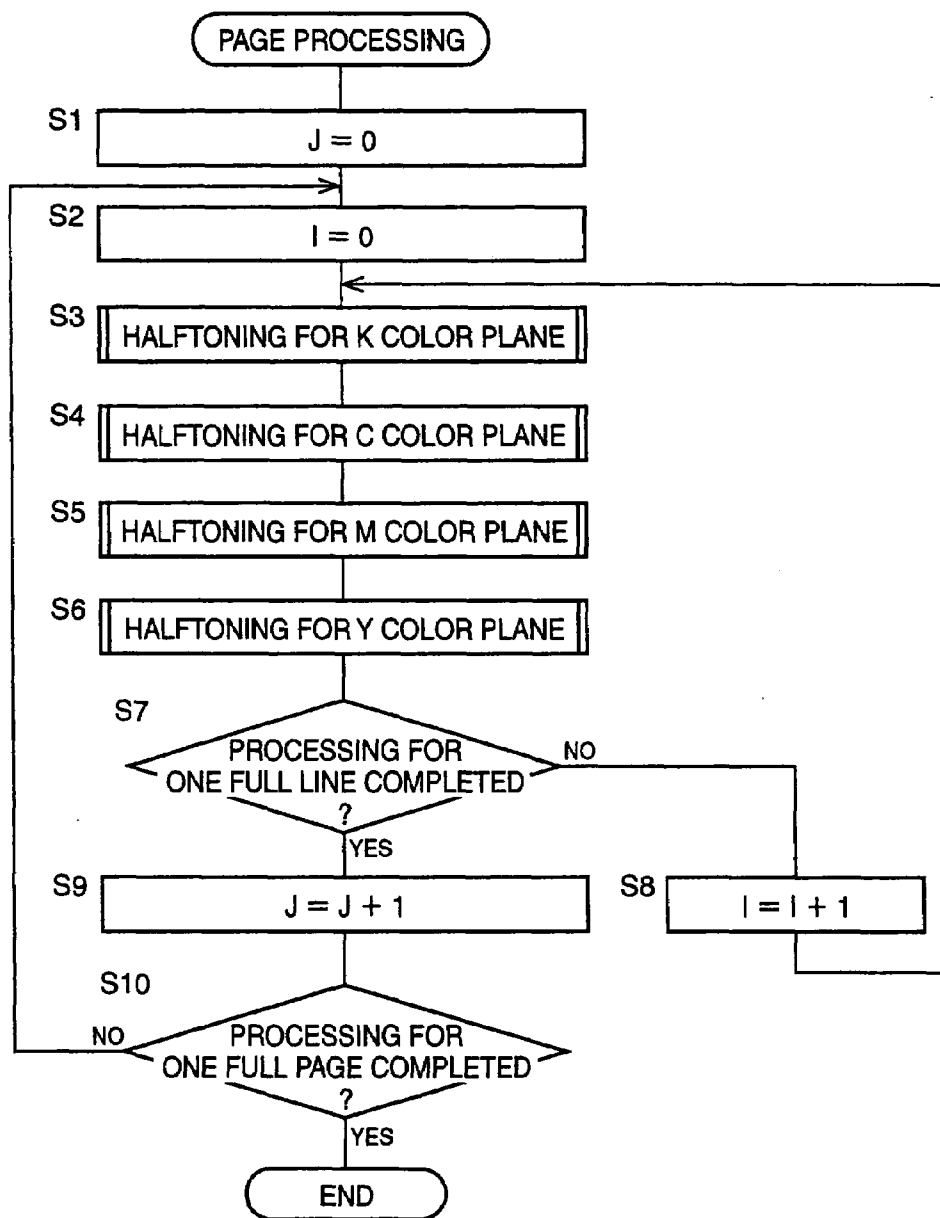 PAGE PROCESSING
S1
J = 0
S2
I = 0
S3
HALFTONING FOR K COLOR PLANE
S4
HALFTONING FOR C COLOR PLANE
S5
HALFTONING FOR M COLOR PLANE
S6
HALFTONING FOR Y COLOR PLANE
S7
PROCESSING FOR
ONE FULL LINE COMPLETED
?
NO
YES
S9
J = J + 1
S8
I = I + 1
S10
NO
PROCESSING FOR
ONE FULL PAGE COMPLETED
?
YES
END